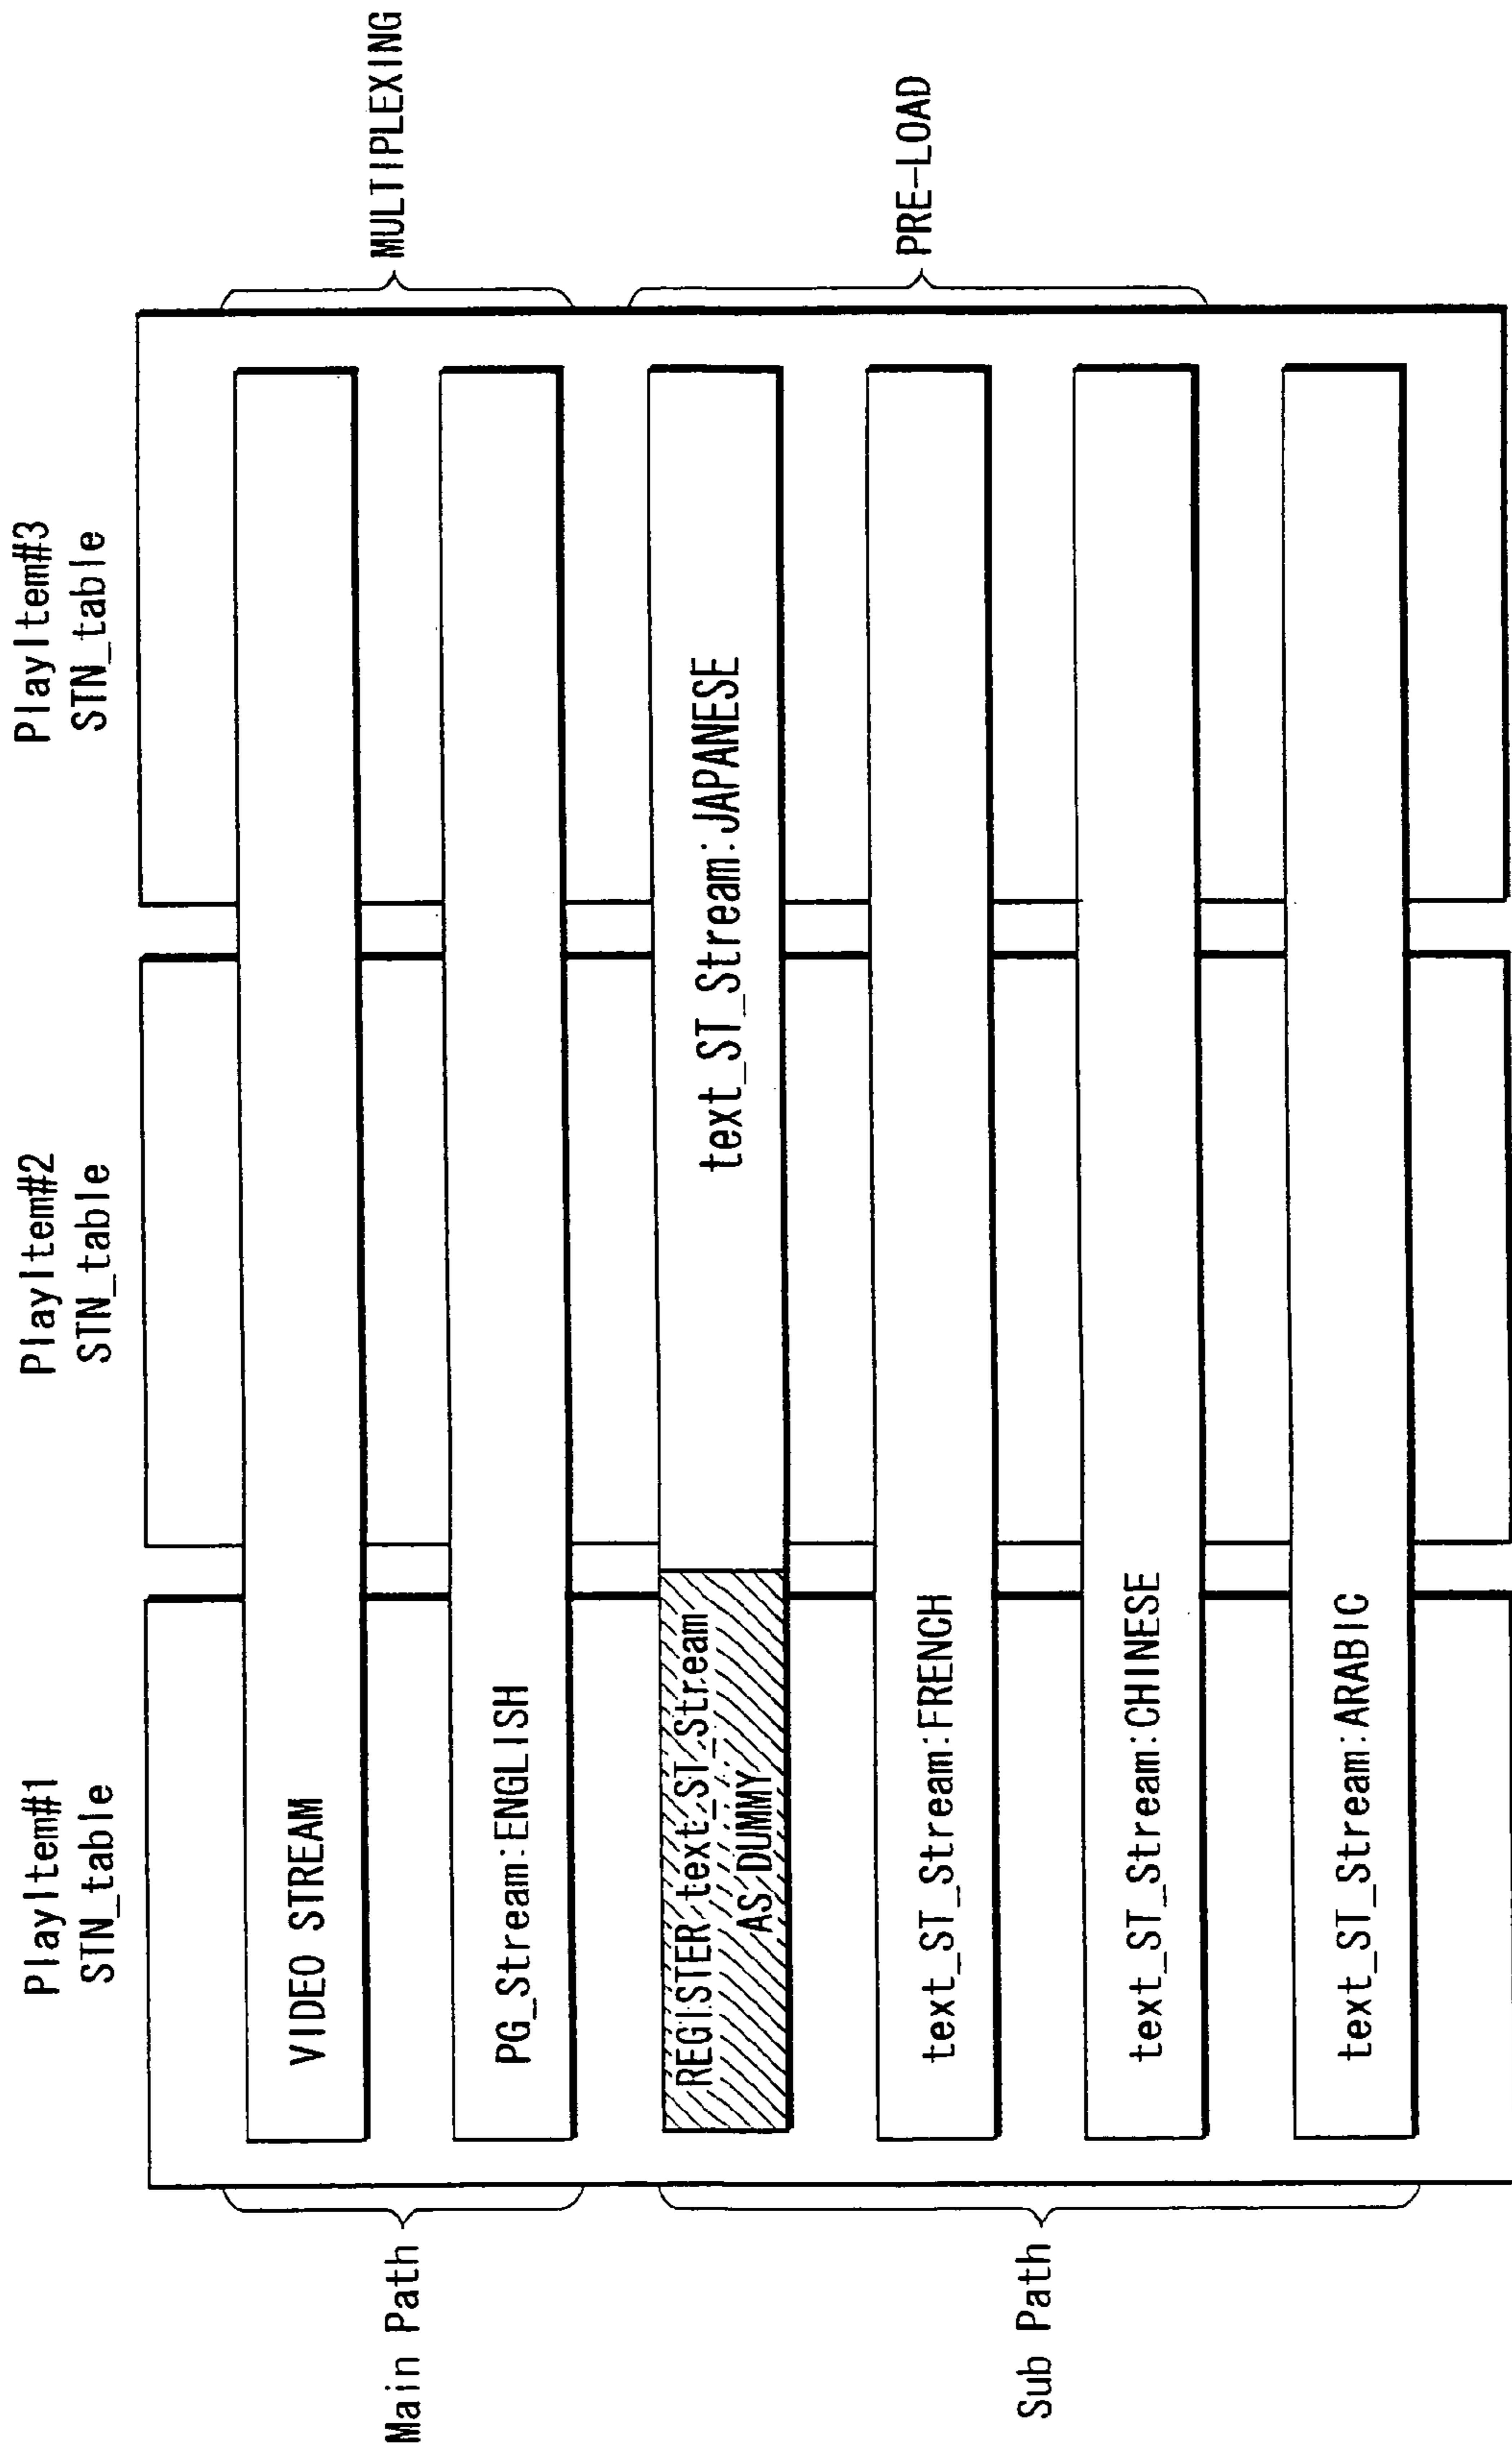 PlayItem#1
STN_table
PlayItem#2
STN_table
PlayItem#3
STN_table
Main Path
VIDEO STREAM
PG_Stream:ENGLISH
MULTIPLEXING
Sub Path
REGISTER text_ST_Stream
AS DUMMY
text_ST_Stream:JAPANESE
text_ST_Stream:FRENCH
text_ST_Stream:CHINESE
text_ST_Stream:ARABIC
PRE-LOAD